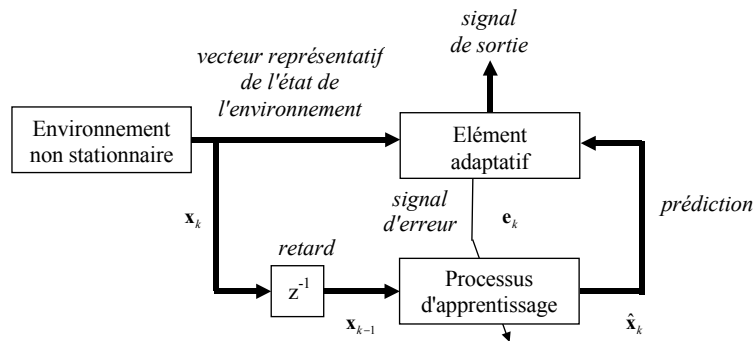 signal
de sortie
vecteur représentatif
de l'état de
l'environnement
Environnement
non stationnaire
Elément
adaptatif
signal
d'erreur
e_k
prédiction
x_k
retard
z^-1
x_{k-1}
Processus
d'apprentissage
x̂_k